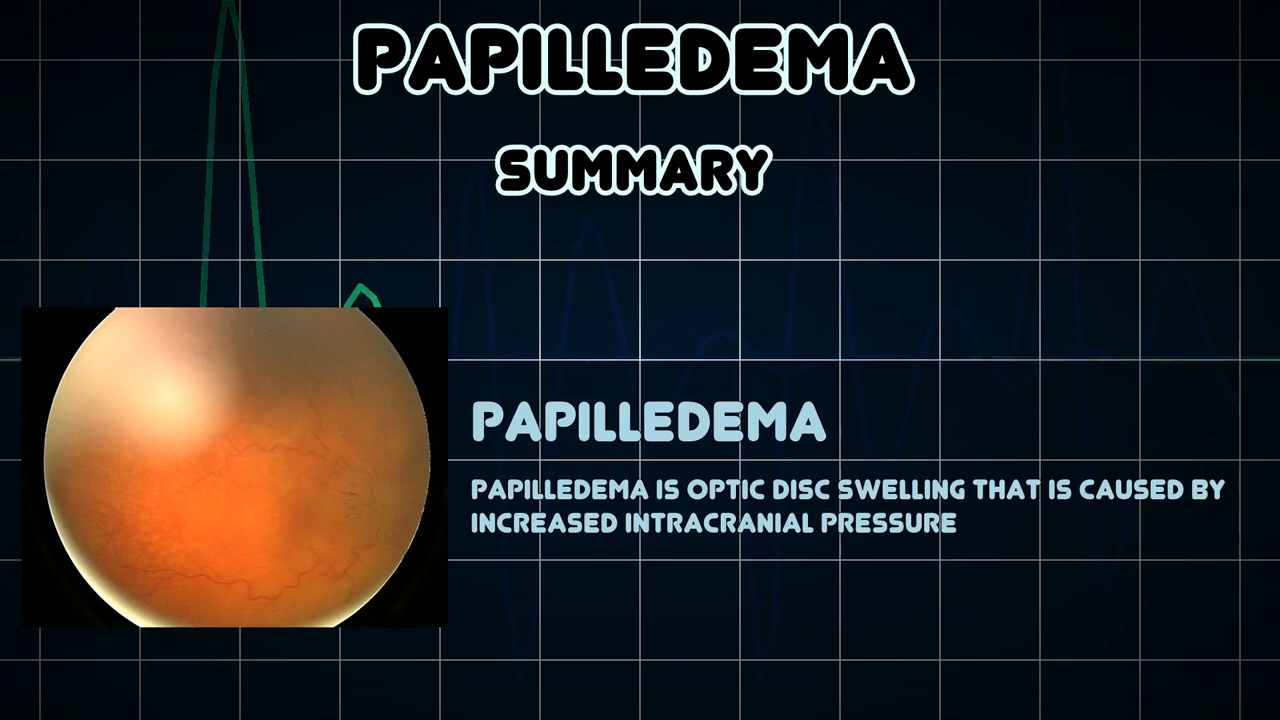 PAPILLEDEMA
SUMMARY
PAPILLEDEMA
PAPILLEDEMA IS OPTIC DISC SWELLING THAT IS CAUSED BY
INCREASED INTRACRANIAL PRESSURE